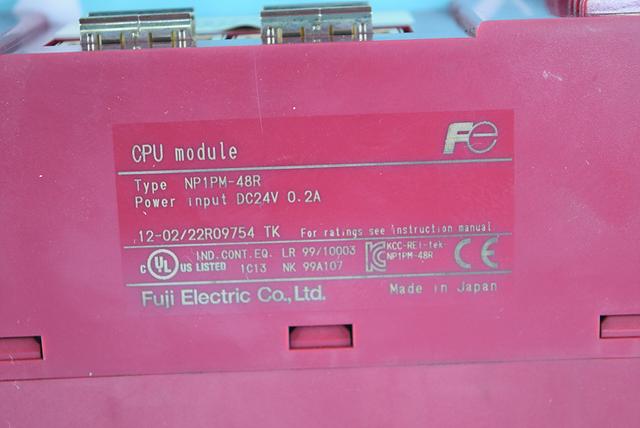 Fe
CPU module
Type NP1PM-48R
Power input DC24V 0.2A
12-02/22R09754 TK For ratings see instruction manual
c UL US LISTED IND.CONT.EQ. 1C13 LR 99/10003 NK 99A107
KCC-REI-tek-
NP1PM-48R
CE
Fuji Electric Co.,Ltd. Made in Japan